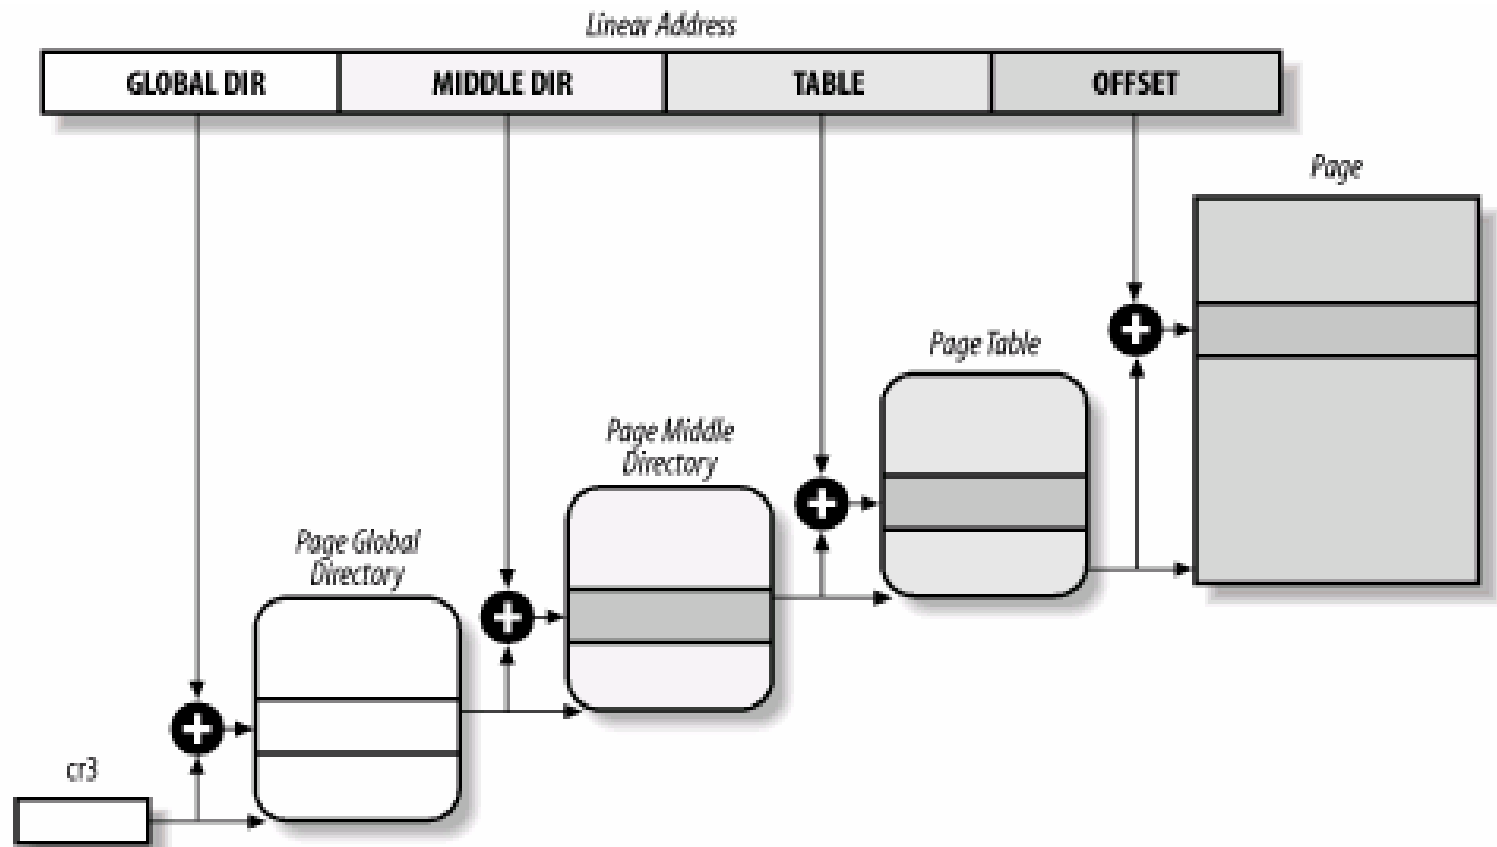 Linear Address
GLOBAL DIR
MIDDLE DIR
TABLE
OFFSET
Page
Page Table
Page Middle
Directory
Page Global
Directory
cr3